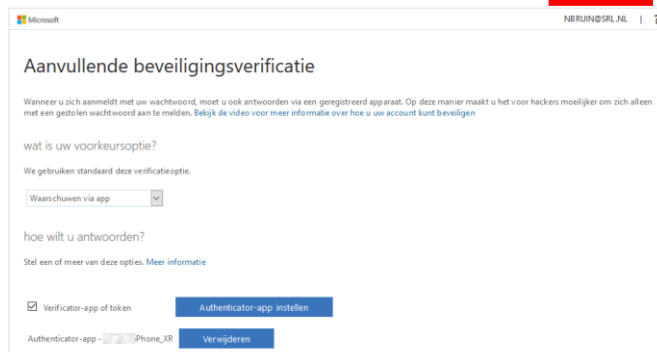 Microsoft
NBRUIN@SRL.NL | ?
Aanvullende beveiligingsverificatie
Wanneer u zich aanmeldt met uw wachtwoord, moet u ook antwoorden via een geregistreerd apparaat. Op deze manier maakt u het voor hackers moeilijker om zich alleen
met een gestolen wachtwoord aan te melden. Bekijk de video voor meer informatie over hoe u uw account kunt beveiligen
wat is uw voorkeursoptie?
We gebruiken standaard deze verificatieoptie.
Waarschuwen via app
hoe wilt u antwoorden?
Stel een of meer van deze opties. Meer informatie
Verificator-app of token Authenticator-app instellen
Authenticator-app - iPhone_XR Verwijderen